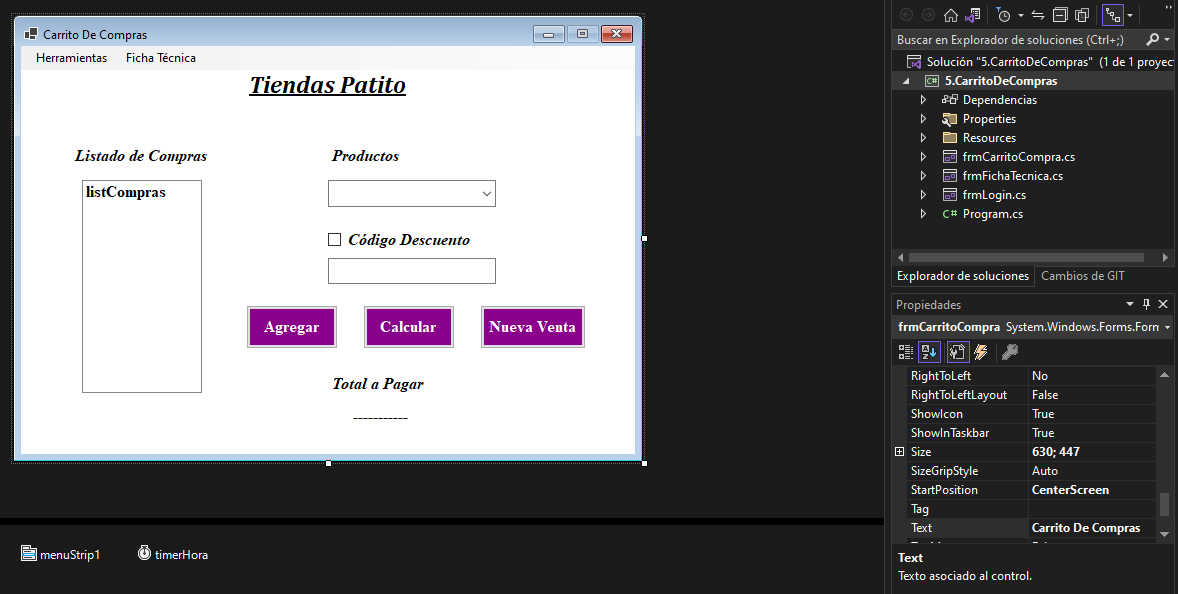 Carrito De Compras
Herramientas Ficha Técnica
Tiendas Patito
Listado de Compras
Productos
listCompras
Código Descuento
Agregar
Calcular
Nueva Venta
Total a Pagar
-----------
menuStrip1
timerHora
Buscar en Explorador de soluciones (Ctrl+;)
Solución "5.CarritoDeCompras" (1 de 1 proyec
5.CarritoDeCompras
Dependencias
Properties
Resources
frmCarritoCompra.cs
frmFichaTecnica.cs
frmLogin.cs
C# Program.cs
Explorador de soluciones Cambios de GIT
Propiedades
frmCarritoCompra System.Windows.Forms.Form
RightToLeft No
RightToLeftLayout False
ShowIcon True
ShowInTaskbar True
Size 630; 447
SizeGripStyle Auto
StartPosition CenterScreen
Tag
Text Carrito De Compras
Text
Texto asociado al control.